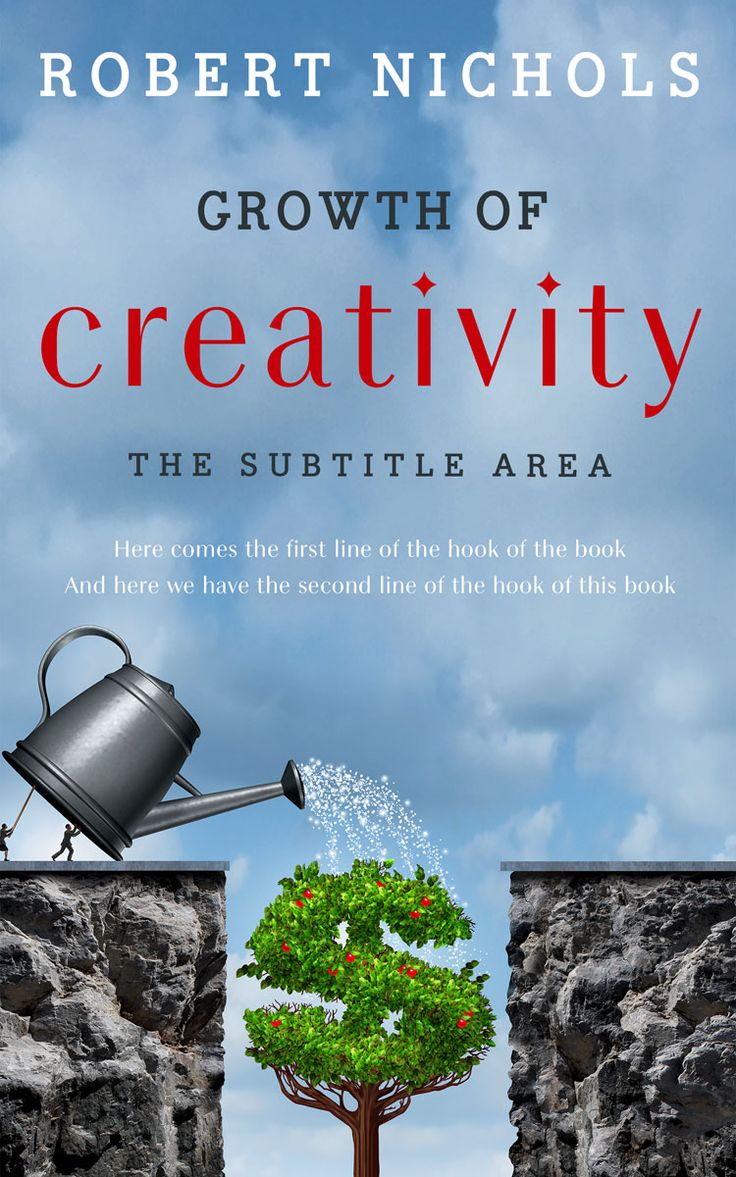 ROBERT NICHOLS
GROWTH OF
creativity
THE SUBTITLE AREA
Here comes the first line of the hook of the book
And here we have the second line of the hook of this book